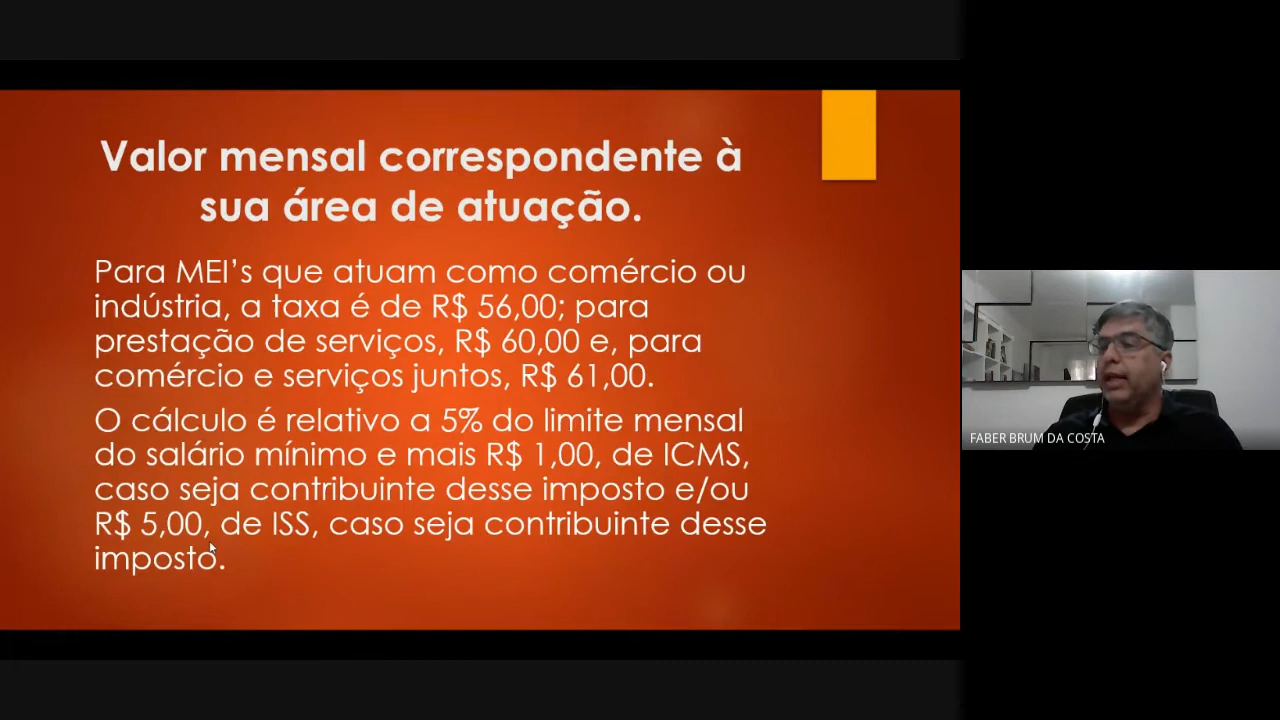 Valor mensal correspondente à
sua área de atuação.
Para MEI’s que atuam como comércio ou
indústria, a taxa é de R$ 56,00; para
prestação de serviços, R$ 60,00 e, para
comércio e serviços juntos, R$ 61,00.
O cálculo é relativo a 5% do limite mensal
do salário mínimo e mais R$ 1,00, de ICMS,
caso seja contribuinte desse imposto e/ou
R$ 5,00, de ISS, caso seja contribuinte desse
imposto.
FABER BRUM DA COSTA